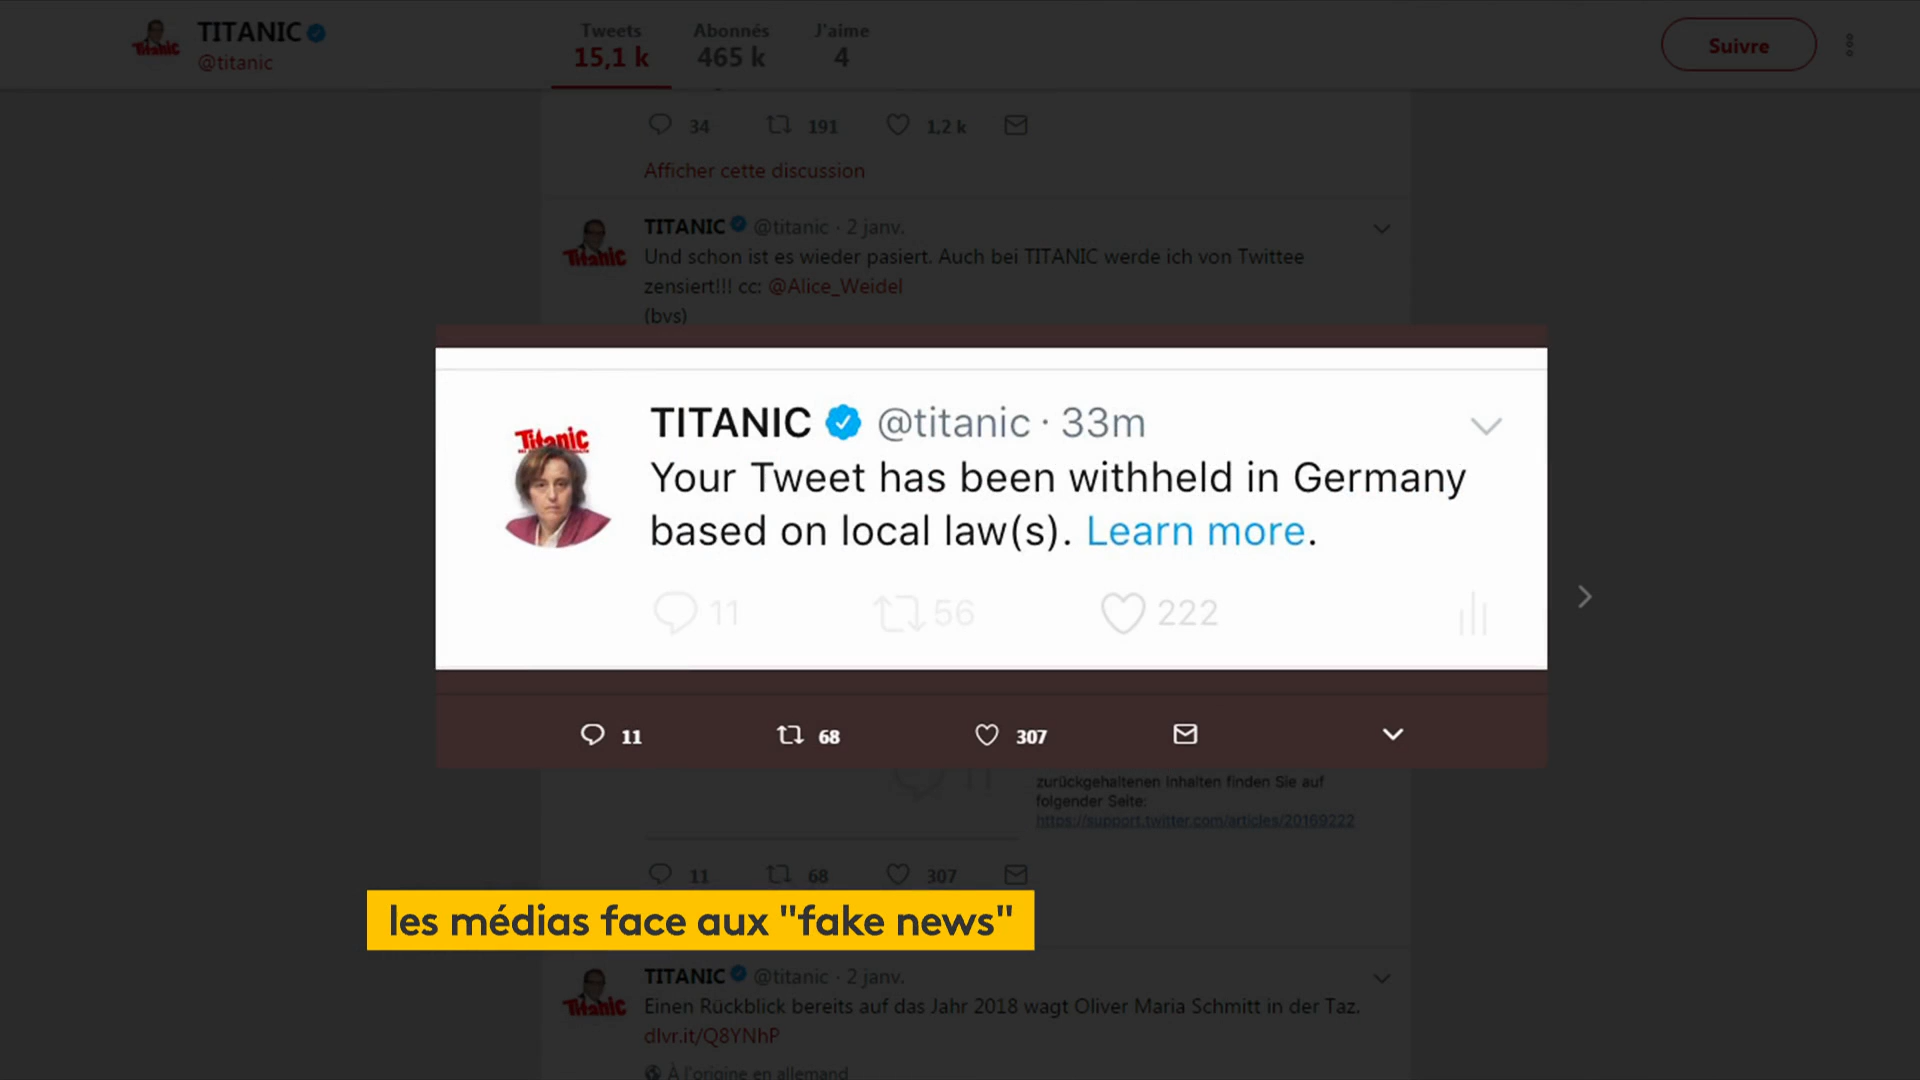 TITANIC
@titanic
Tweets
15,1 k
Abonnés
465 k
J'aime
4
Suivre
34 191 1,2 k
Afficher cette discussion
TITANIC @titanic · 2 janv.
Und schon ist es wieder pasiert. Auch bei TITANIC werde ich von Twittee
zensiert!!! cc: @Alice_Weidel
(bvs)
Titanic
TITANIC @titanic · 33m
Your Tweet has been withheld in Germany
based on local law(s). Learn more.
11 56 222
11 68 307
11
zurückgehaltenen Inhalten finden Sie auf
folgender Seite:
https://support.twitter.com/articles/20169222
11 68 307
les médias face aux "fake news"
TITANIC @titanic · 2 janv.
Einen Rückblick bereits auf das Jahr 2018 wagt Oliver Maria Schmitt in der Taz.
dlvr.it/Q8YNhP
À l'origine en allemand